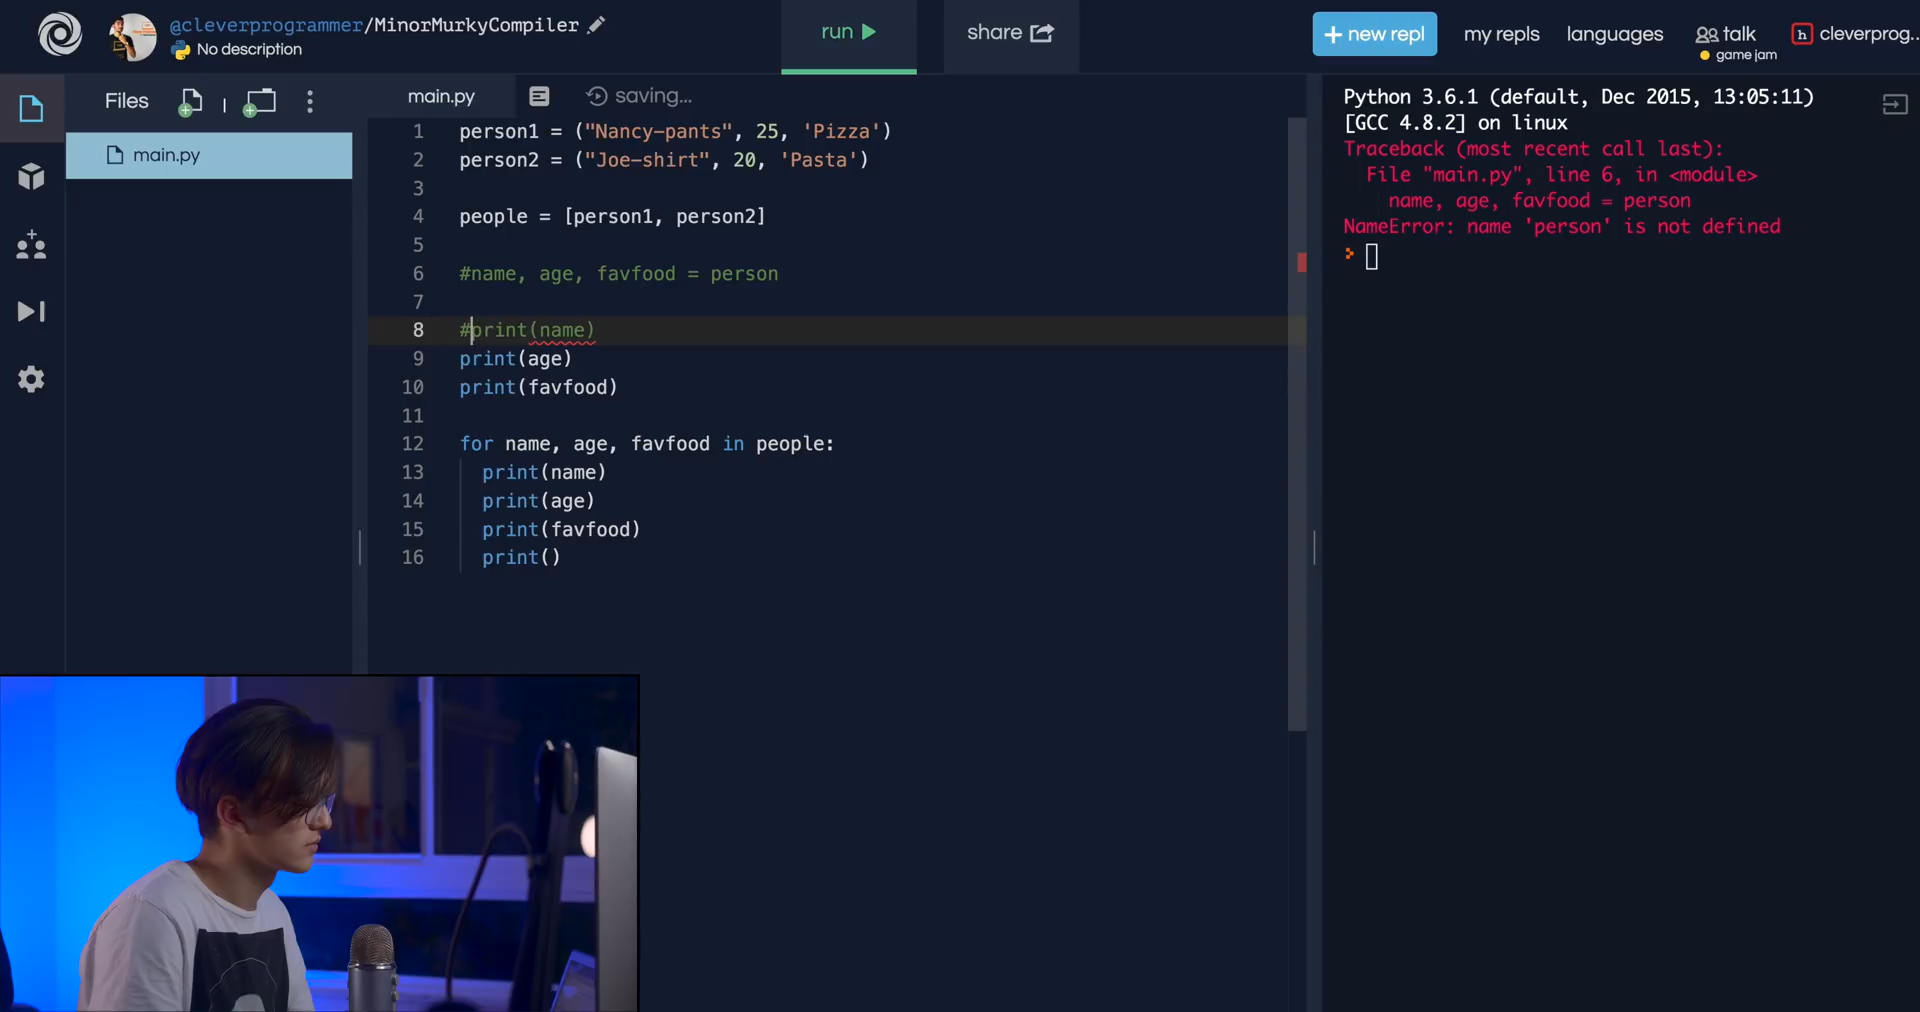 @cleverprogrammer/MinorMurkyCompiler
No description
run
share
+ new repl
my repls
languages
talk
game jam
h
cleverprog...
Files
main.py
main.py
saving...
1 person1 = ("Nancy-pants", 25, 'Pizza')
2 person2 = ("Joe-shirt", 20, 'Pasta')
3
4 people = [person1, person2]
5
6 #name, age, favfood = person
7
8 #print(name)
9 print(age)
10 print(favfood)
11
12 for name, age, favfood in people:
13 print(name)
14 print(age)
15 print(favfood)
16 print()
Python 3.6.1 (default, Dec 2015, 13:05:11)
[GCC 4.8.2] on linux
Traceback (most recent call last):
File "main.py", line 6, in <module>
name, age, favfood = person
NameError: name 'person' is not defined